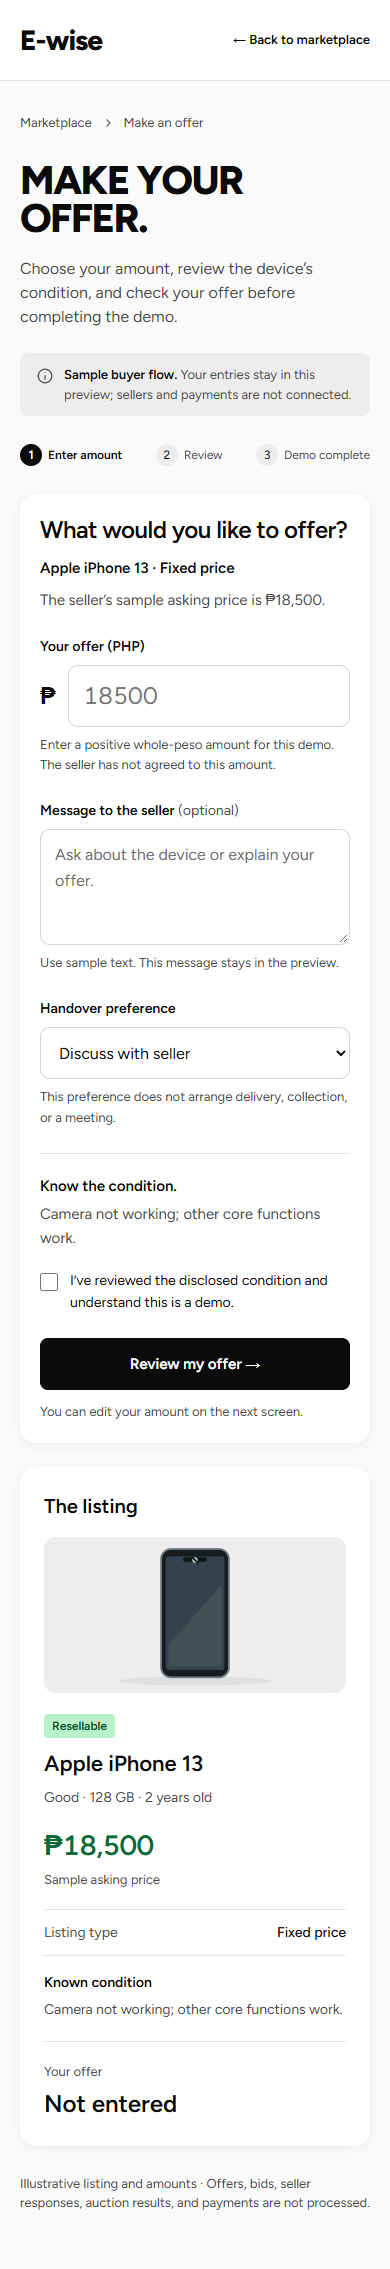 E-wise
← Back to marketplace
Marketplace > Make an offer
MAKE YOUR
OFFER.
Choose your amount, review the device's
condition, and check your offer before
completing the demo.
Sample buyer flow. Your entries stay in this
preview; sellers and payments are not connected.
1 Enter amount 2 Review 3 Demo complete
What would you like to offer?
Apple iPhone 13 · Fixed price
The seller's sample asking price is ₱18,500.
Your offer (PHP)
₱ 18500
Enter a positive whole-peso amount for this demo.
The seller has not agreed to this amount.
Message to the seller (optional)
Ask about the device or explain your
offer.
Use sample text. This message stays in the preview.
Handover preference
Discuss with seller
This preference does not arrange delivery, collection,
or a meeting.
Know the condition.
Camera not working; other core functions
work.
I've reviewed the disclosed condition and
understand this is a demo.
Review my offer →
You can edit your amount on the next screen.
The listing
Resellable
Apple iPhone 13
Good · 128 GB · 2 years old
₱18,500
Sample asking price
Listing type Fixed price
Known condition
Camera not working; other core functions work.
Your offer
Not entered
Illustrative listing and amounts · Offers, bids, seller
responses, auction results, and payments are not processed.